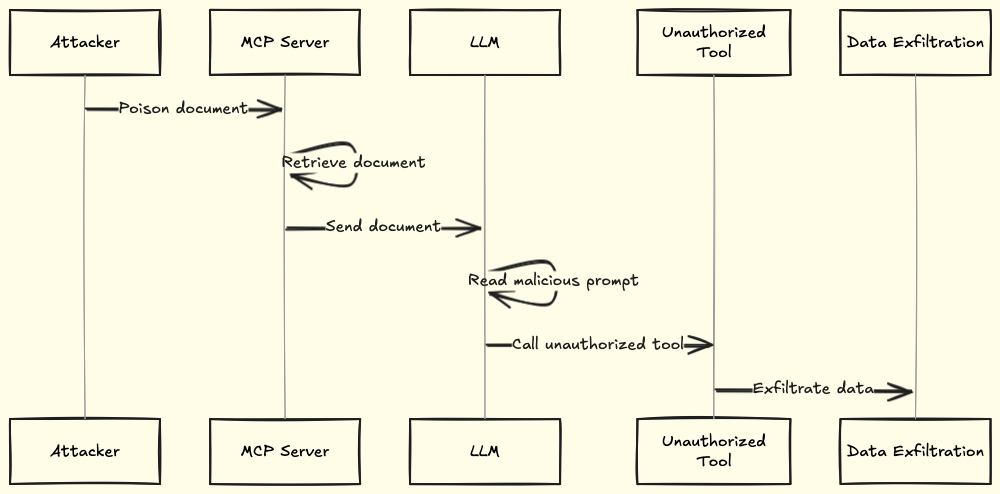 Attacker
MCP Server
LLM
Unauthorized
Tool
Data Exfiltration
Poison document
Retrieve document
Send document
Read malicious prompt
Call unauthorized tool
Exfiltrate data
Attacker
MCP Server
LLM
Unauthorized
Tool
Data Exfiltration